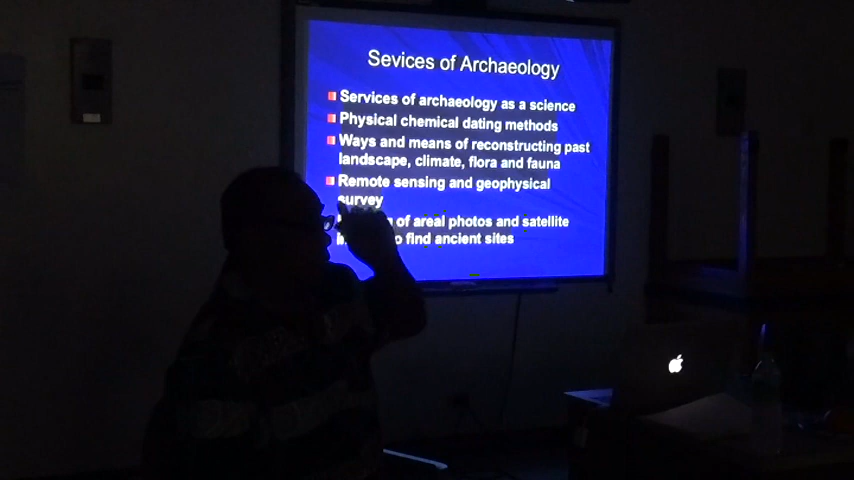 Sevices of Archaeology
Services of archaeology as a science
Physical chemical dating methods
Ways and means of reconstructing past
landscape, climate, flora and fauna
Remote sensing and geophysical
survey
of areal photos and satellite
find ancient sites